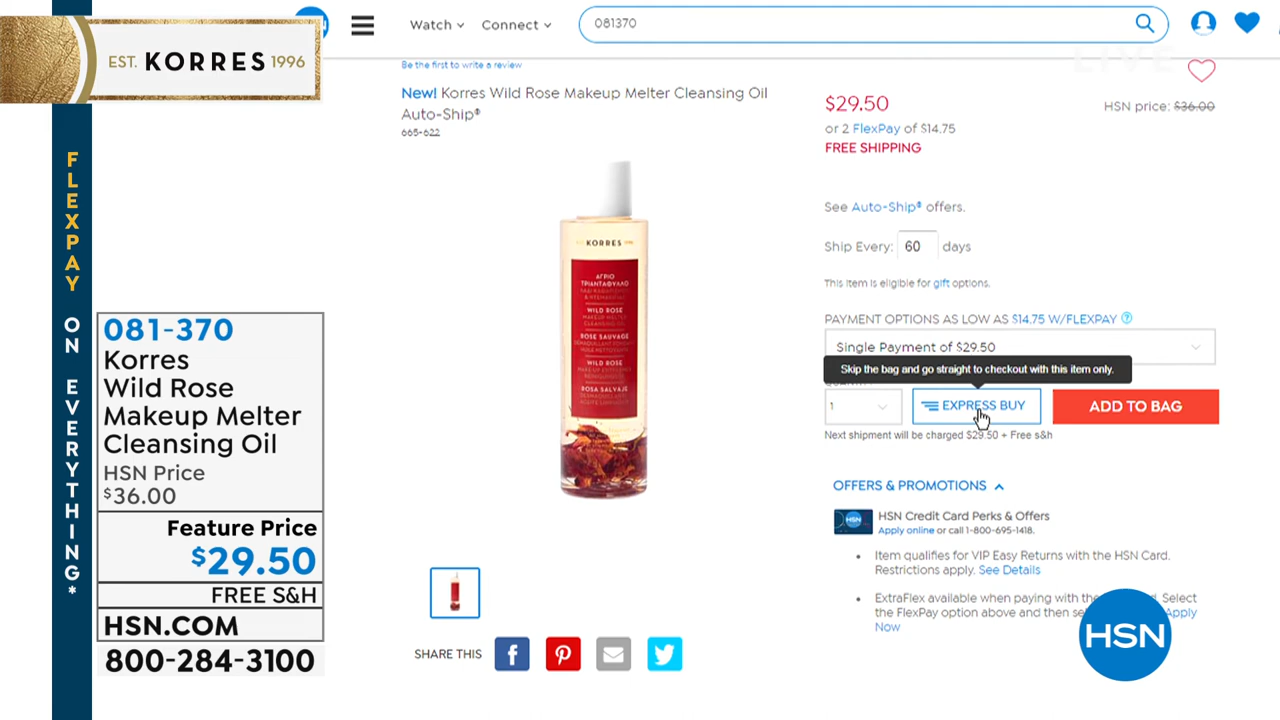 EST. KORRES 1996
FLEXPAY ON EVERYTHING*
081-370
Korres
Wild Rose
Makeup Melter
Cleansing Oil
HSN Price
$36.00
Feature Price
$29.50
FREE S&H
HSN.COM
800-284-3100
Watch
Connect
081370
LIVE
Be the first to write a review
New! Korres Wild Rose Makeup Melter Cleansing Oil
Auto-Ship®
665-622
KORRES
ΑΓΡΙΟ
ΤΡΙΑΝΤΑΦΥΛΛΟ
WILD ROSE
MAKEUP MELTER
CLEANSING OIL
ROSE SAUVAGE
WILD ROSE
ROSA SALVAJE
SHARE THIS
$29.50
HSN price: $36.00
or 2 FlexPay of $14.75
FREE SHIPPING
See Auto-Ship® offers.
Ship Every: 60 days
This item is eligible for gift options.
PAYMENT OPTIONS AS LOW AS $14.75 W/FLEXPAY
Single Payment of $29.50
Skip the bag and go straight to checkout with this item only.
1
EXPRESS BUY
ADD TO BAG
Next shipment will be charged $29.50 + Free s&h
OFFERS & PROMOTIONS
HSN
HSN Credit Card Perks & Offers
Apply online or call 1-800-695-1418.
Item qualifies for VIP Easy Returns with the HSN Card.
Restrictions apply. See Details
ExtraFlex available when paying with the Select
the FlexPay option above and then Apply
Now
HSN